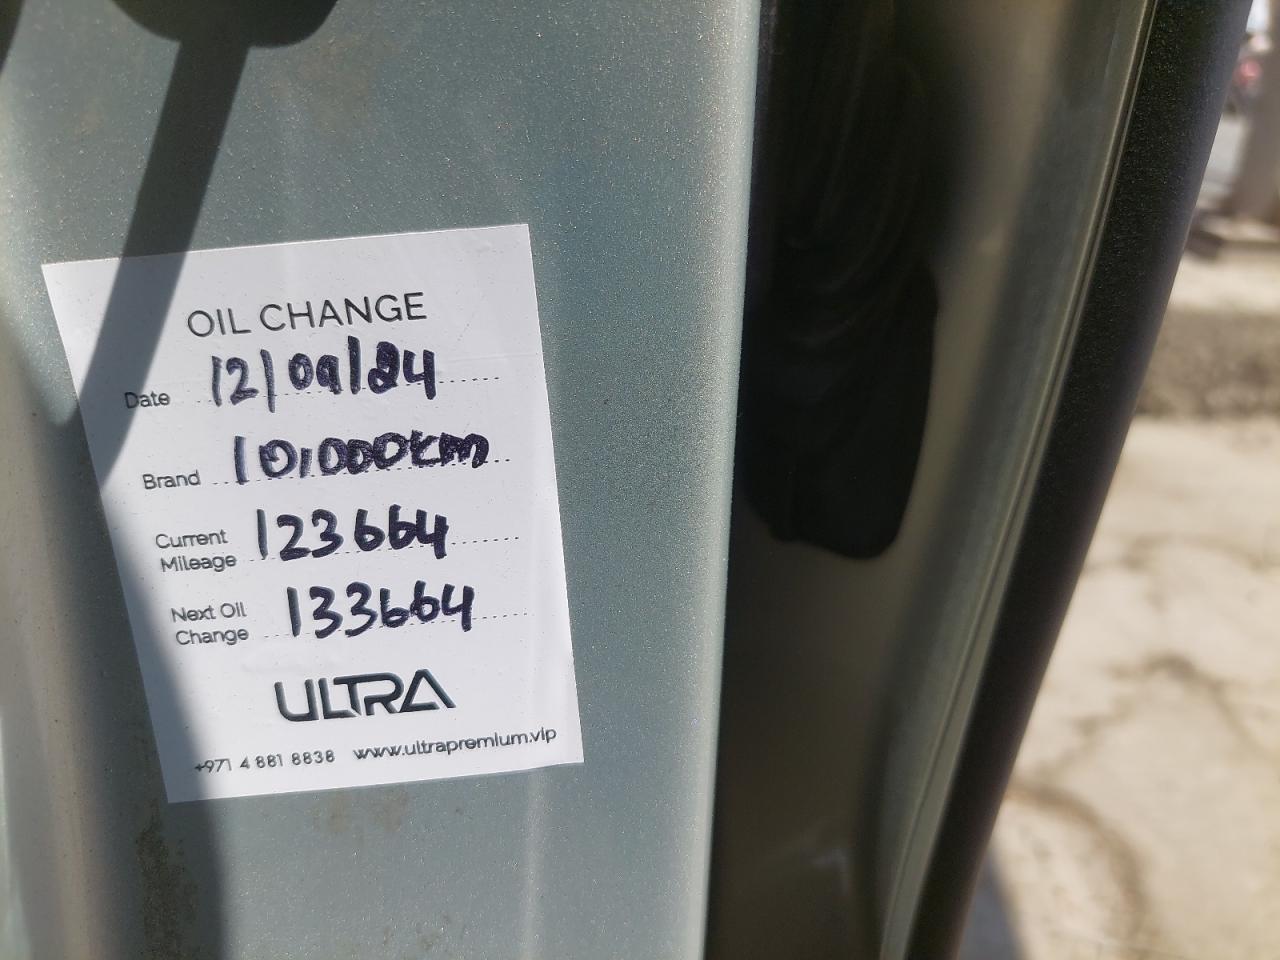 OIL CHANGE
Date 12/09/24
Brand 10,000km
Current Mileage 123664
Next Oil Change 133664
ULTRA
+971 4 881 8838 www.ultrapremium.vip